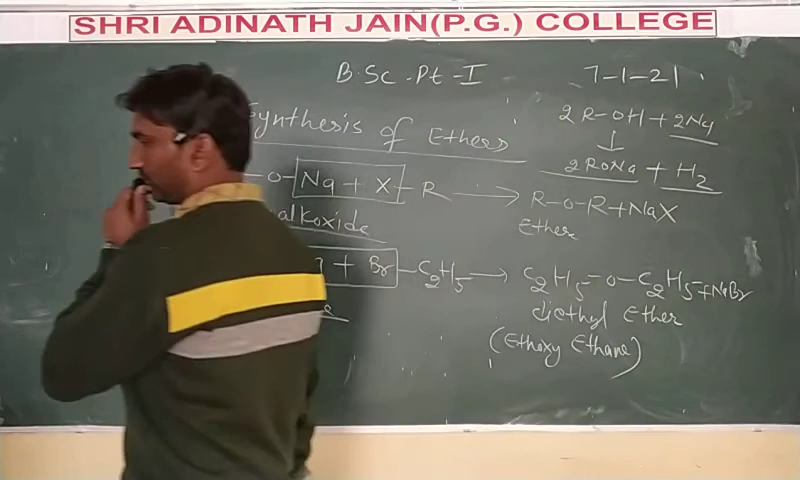 SHRI ADINATH JAIN(P.G.) COLLEGE
B.Sc-Pt-I 7-1-21
Synthesis of Ethers
2R-OH+2Na
↓
2RONa + H2
-O-Na + X-R → R-O-R+NaX
alkoxide Ether
+ Br-C2H5 → C2H5-O-C2H5+NaBr
diethyl Ether
(Ethoxy Ethane)